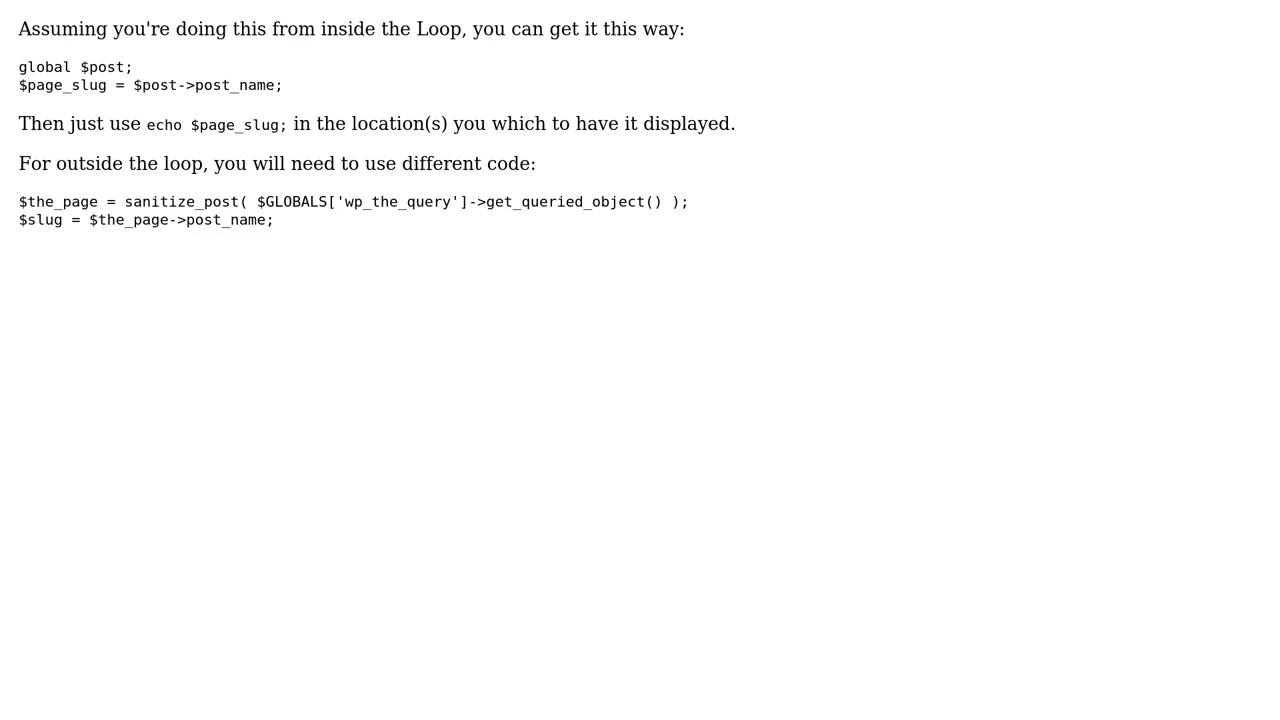 Assuming you're doing this from inside the Loop, you can get it this way:
global $post;
$page_slug = $post->post_name;
Then just use echo $page_slug; in the location(s) you which to have it displayed.
For outside the loop, you will need to use different code:
$the_page = sanitize_post( $GLOBALS['wp_the_query']->get_queried_object() );
$slug = $the_page->post_name;